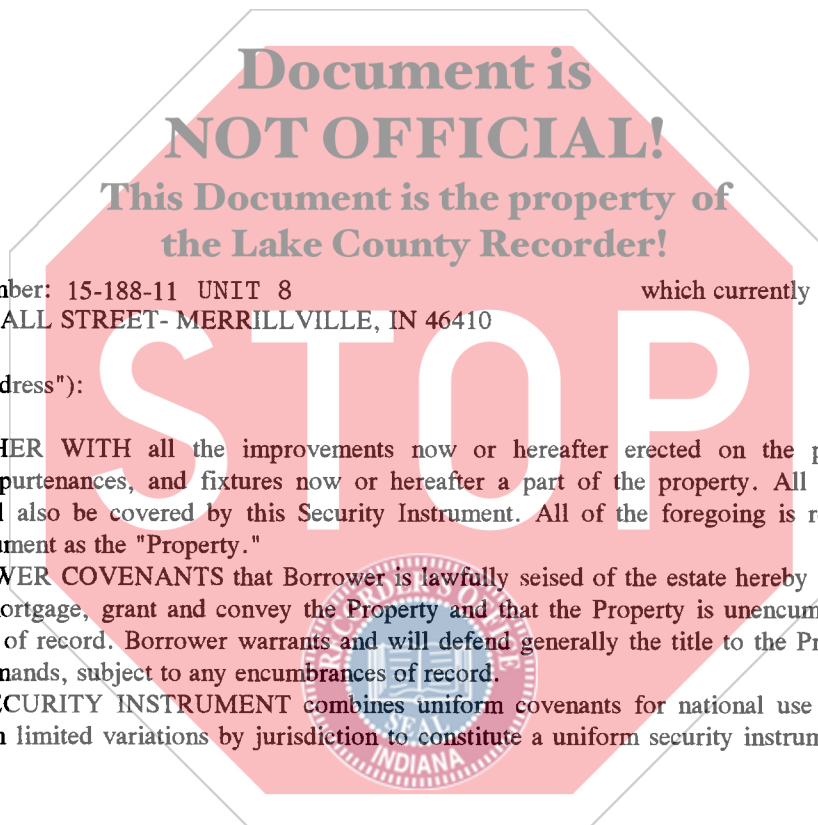 Document is
NOT OFFICIAL!
This Document is the property of
the Lake County Recorder!
nber: 15-188-11 UNIT 8 which currently
ALL STREET- MERRILLVILLE, IN 46410
dress"):
STOP
HER WITH all the improvements now or hereafter erected on the p
purtenances, and fixtures now or hereafter a part of the property. All
l also be covered by this Security Instrument. All of the foregoing is r
ument as the "Property."
WER COVENANTS that Borrower is lawfully seised of the estate hereby
ortgage, grant and convey the Property and that the Property is unencum
of record. Borrower warrants and will defend generally the title to the Pr
mands, subject to any encumbrances of record.
ECURITY INSTRUMENT combines uniform covenants for national use
n limited variations by jurisdiction to constitute a uniform security instrum
RECORDER'S OFFICE
SEAL
INDIANA